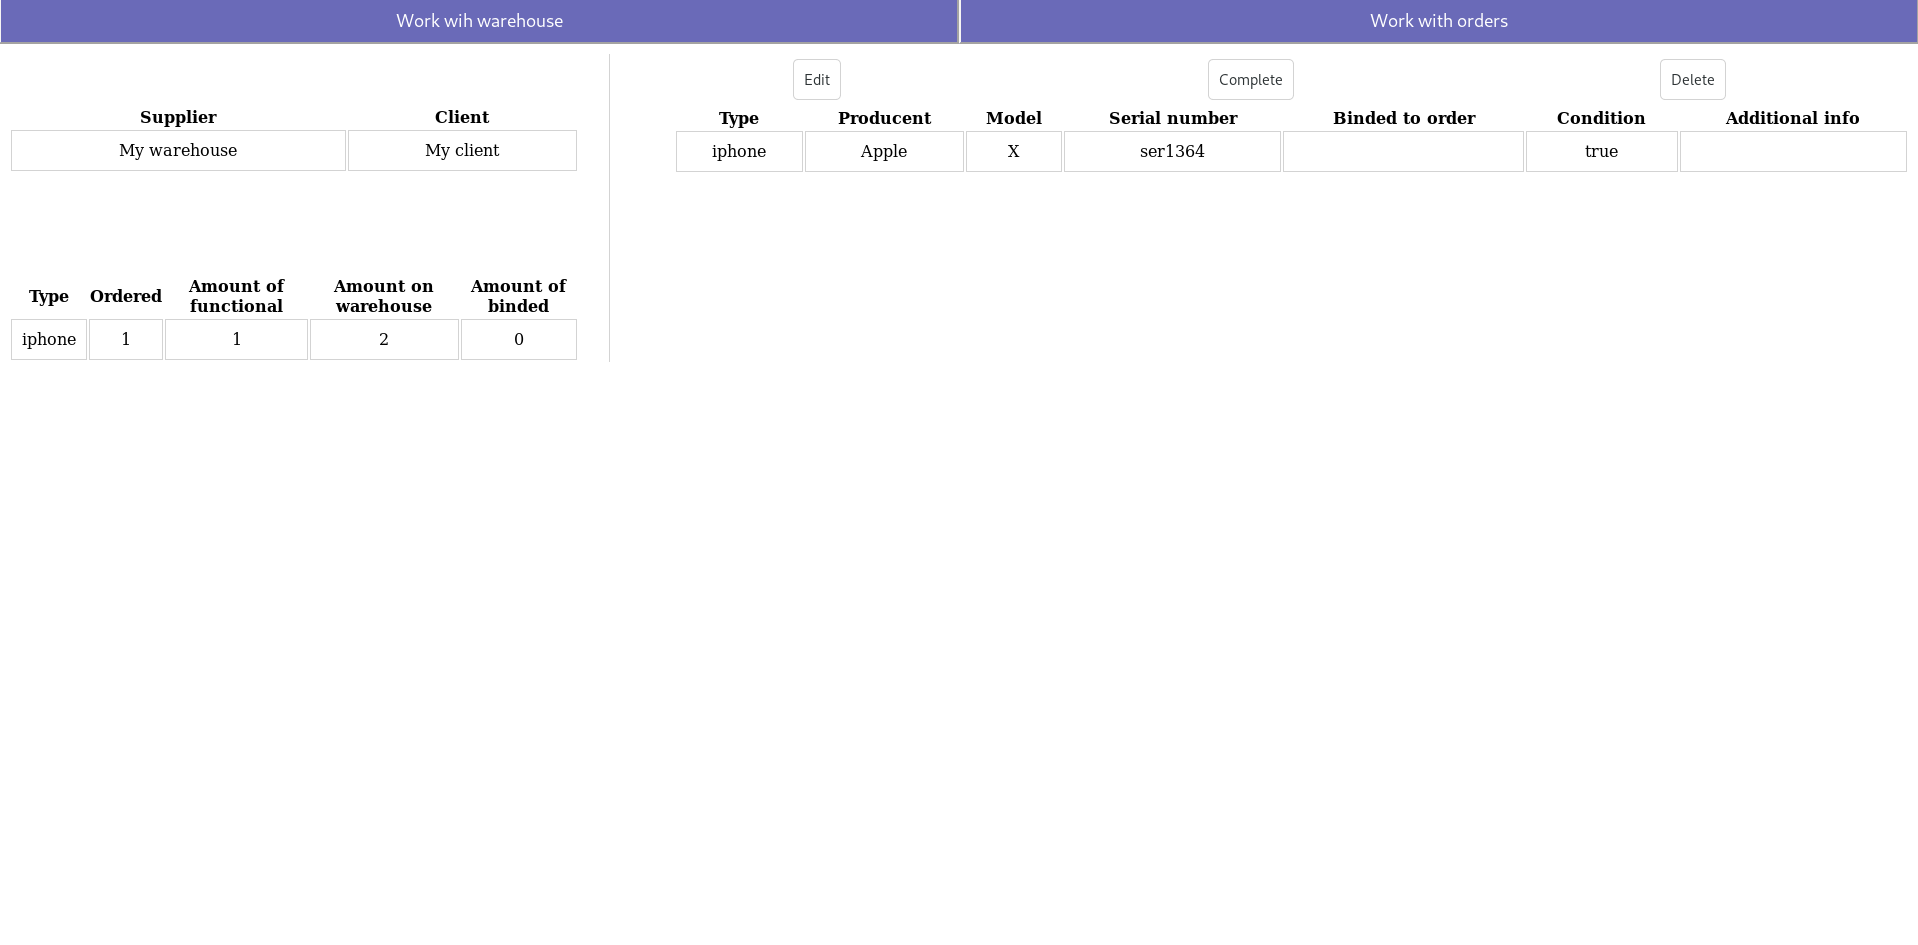 Work wih warehouse
Work with orders
Supplier Client
My warehouse My client
Type Ordered Amount of functional Amount on warehouse Amount of binded
iphone 1 1 2 0
Edit Complete Delete
Type Producent Model Serial number Binded to order Condition Additional info
iphone Apple X ser1364 true